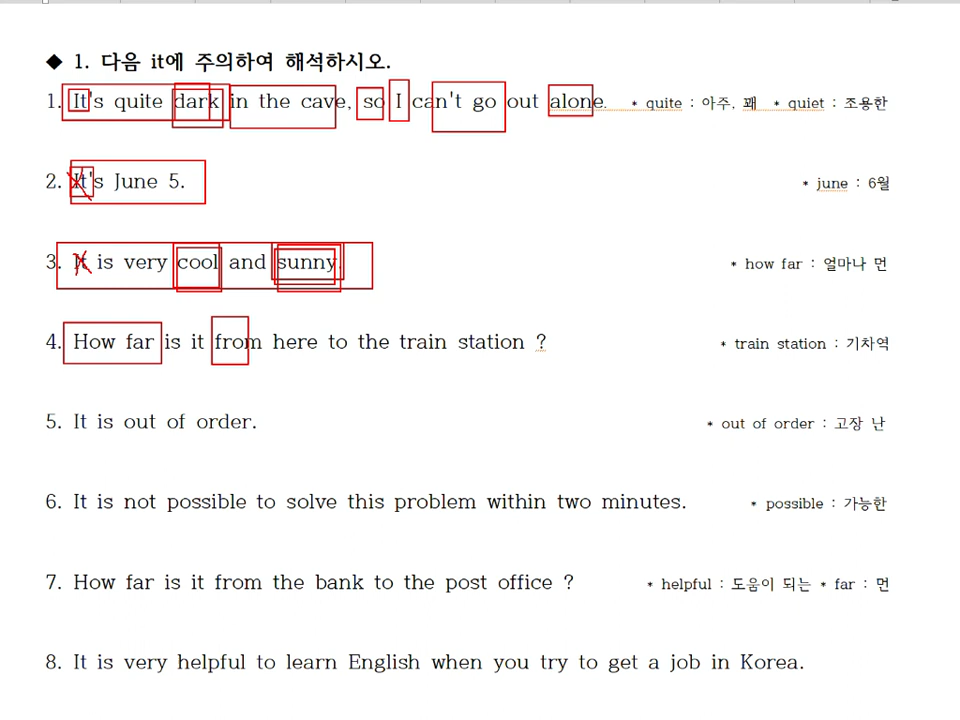 ◆ 1. 다음 it에 주의하여 해석하시오.
1. It's quite dark in the cave, so I can't go out alone. * quite : 아주, 꽤 * quiet : 조용한
2. It's June 5. * june : 6월
3. It is very cool and sunny. * how far : 얼마나 먼
4. How far is it from here to the train station ? * train station : 기차역
5. It is out of order. * out of order : 고장 난
6. It is not possible to solve this problem within two minutes. * possible : 가능한
7. How far is it from the bank to the post office ? * helpful : 도움이 되는 * far : 먼
8. It is very helpful to learn English when you try to get a job in Korea.